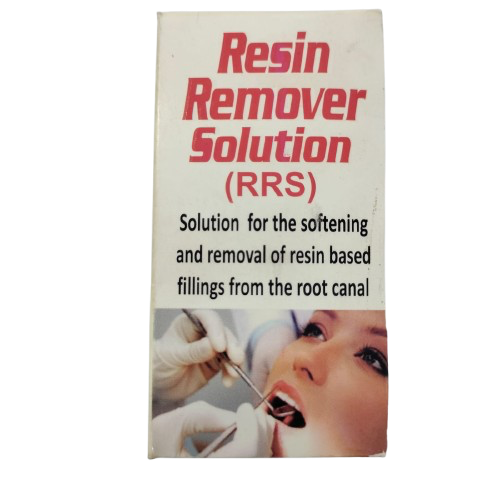 Resin
Remover
Solution
(RRS)
Solution for the softening
and removal of resin based
fillings from the root canal